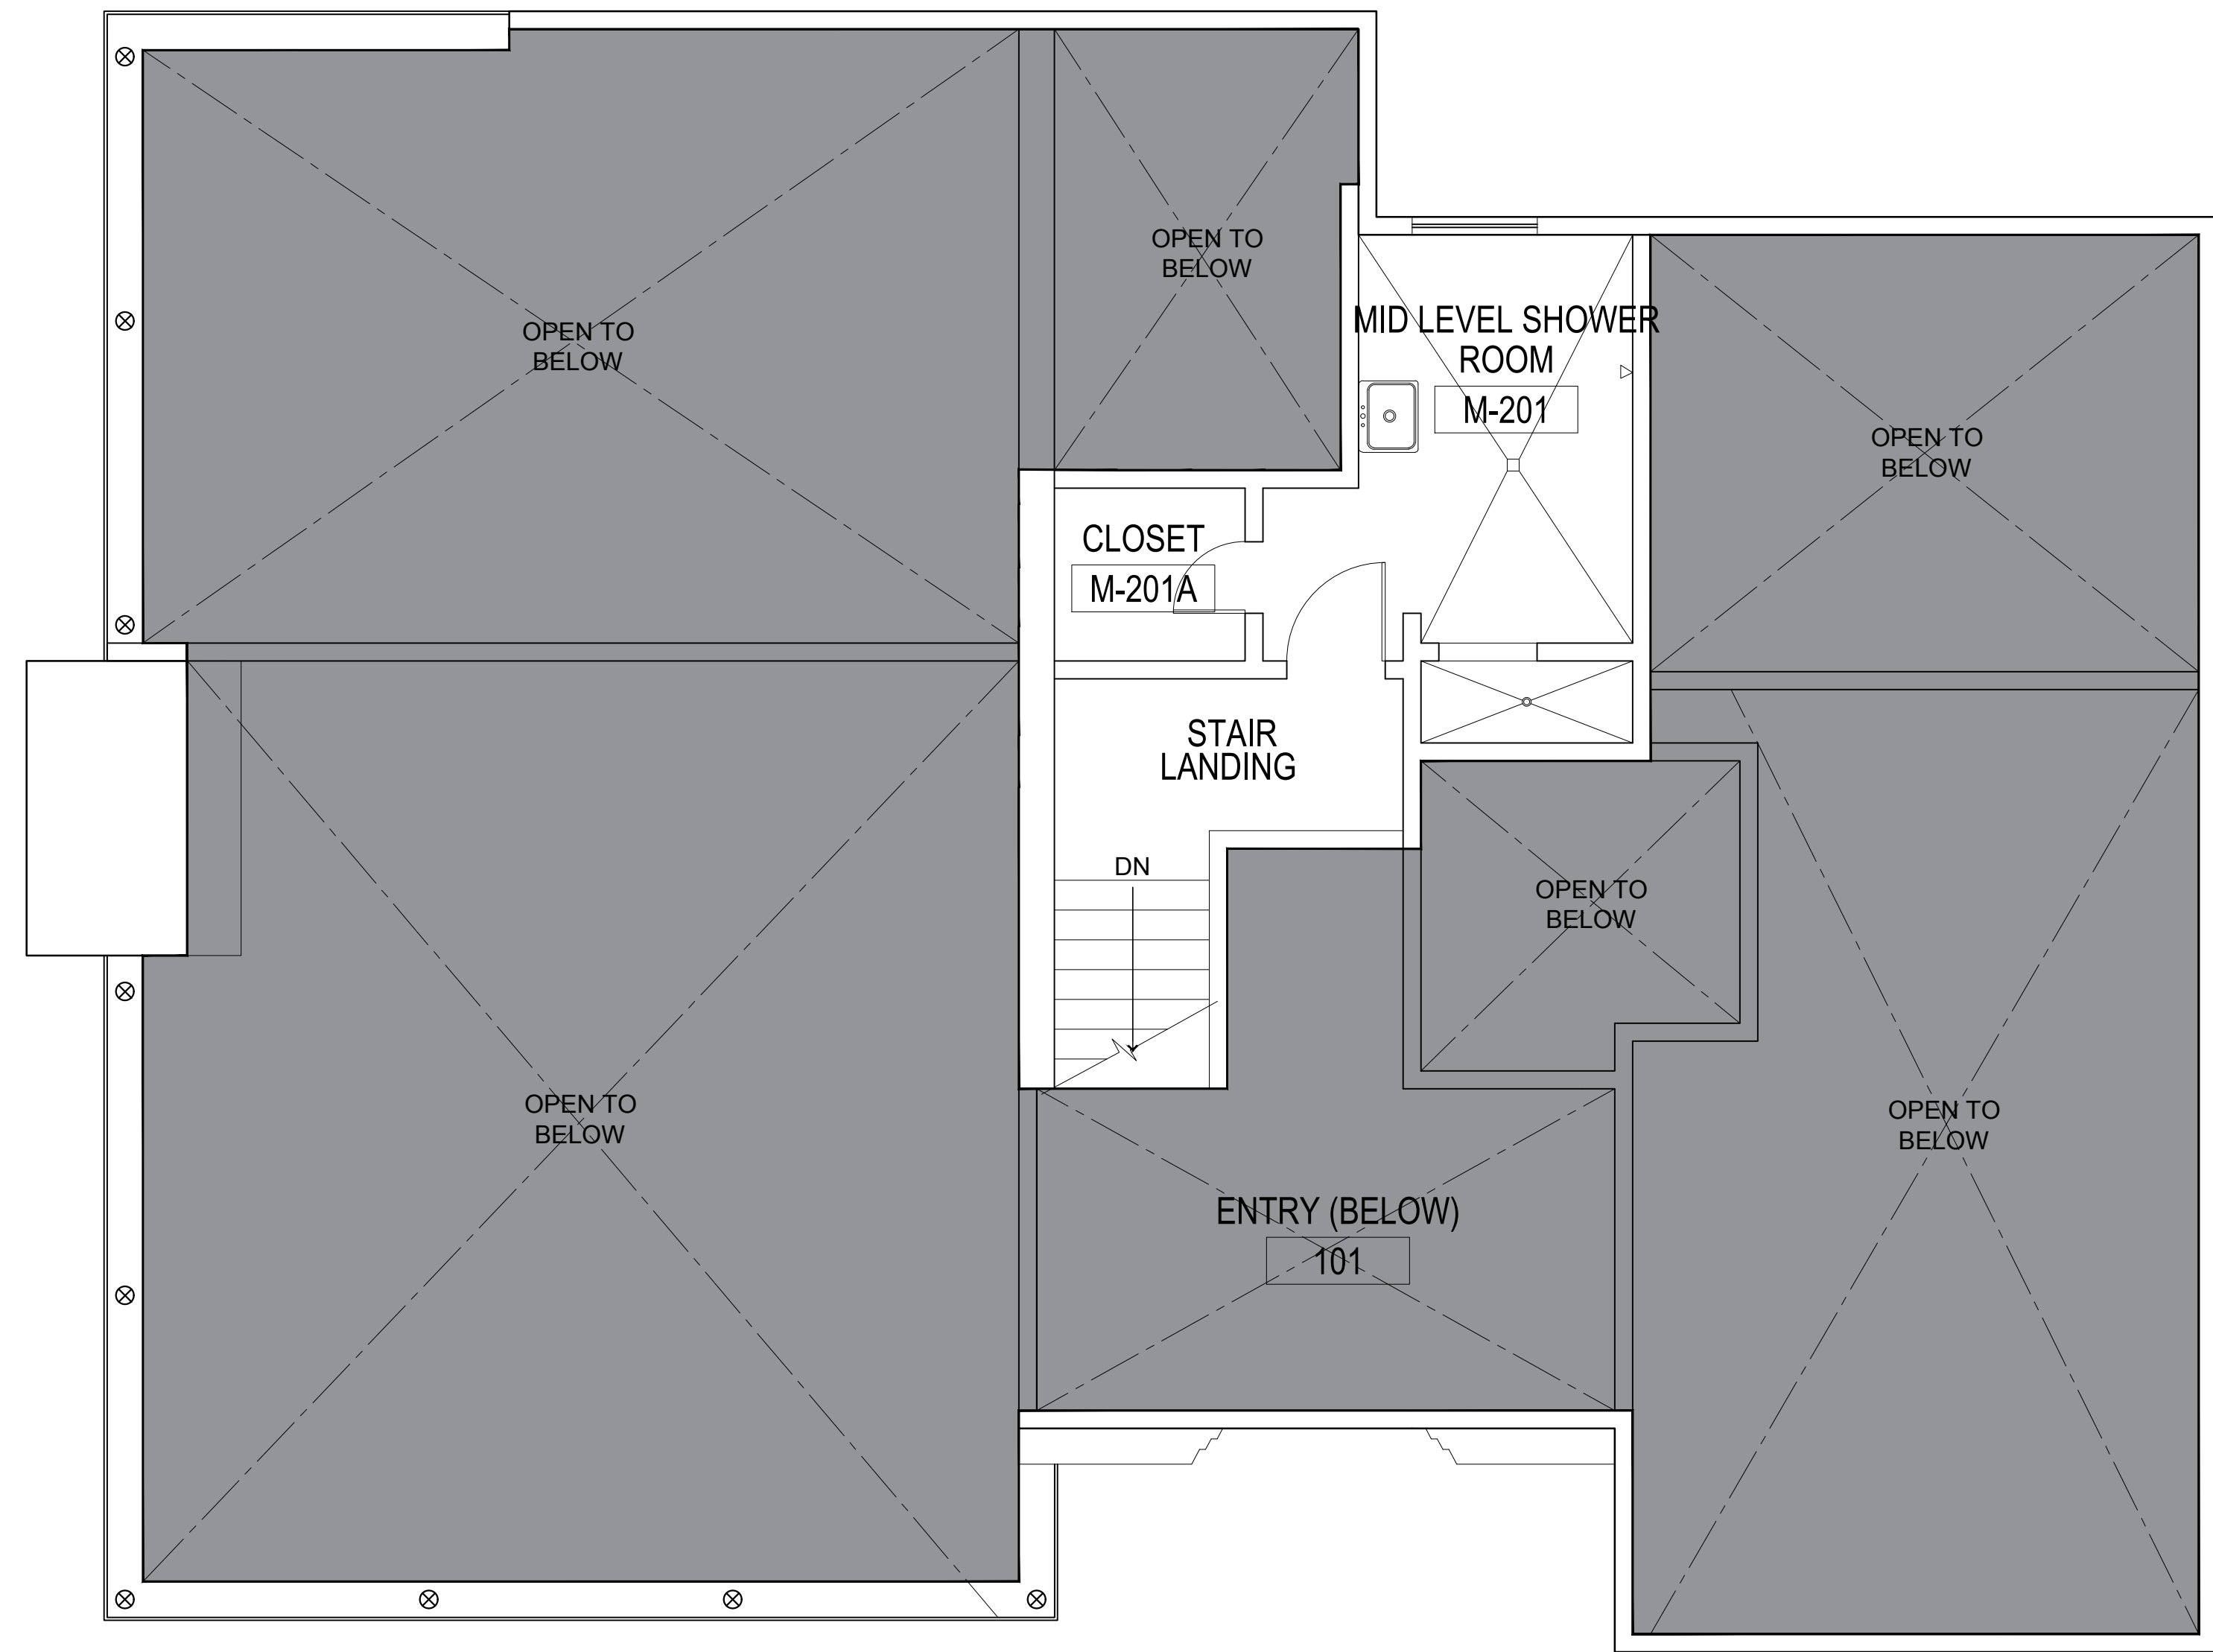 OPEN TO
BELOW
OPEN TO
BELOW
MID LEVEL SHOWER
ROOM
M-201
OPEN TO
BELOW
CLOSET
M-201A
STAIR
LANDING
DN
OPEN TO
BELOW
OPEN TO
BELOW
OPEN TO
BELOW
ENTRY (BELOW)
101